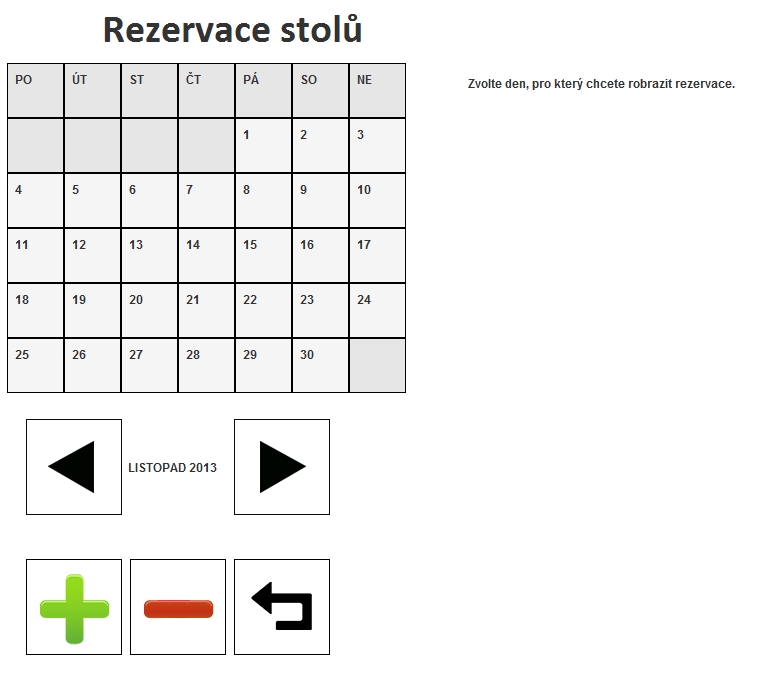 Rezervace stolů
PO ÚT ST ČT PÁ SO NE
1 2 3
4 5 6 7 8 9 10
11 12 13 14 15 16 17
18 19 20 21 22 23 24
25 26 27 28 29 30
LISTOPAD 2013
Zvolte den, pro který chcete robrazit rezervace.